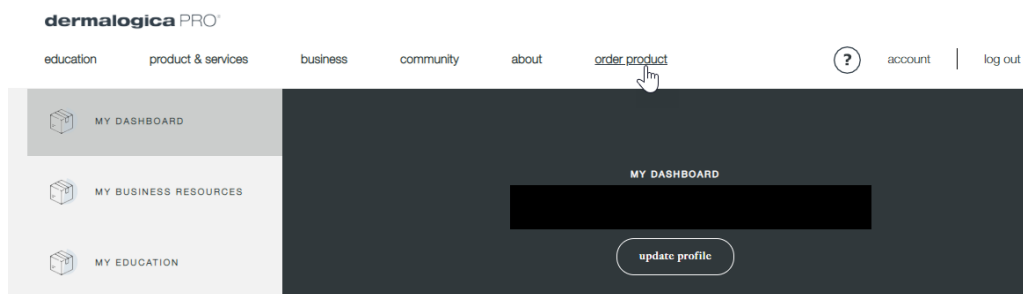 dermalogica PRO°
education product & services business community about order product ? account log out
MY DASHBOARD
MY BUSINESS RESOURCES
MY EDUCATION
MY DASHBOARD
update profile